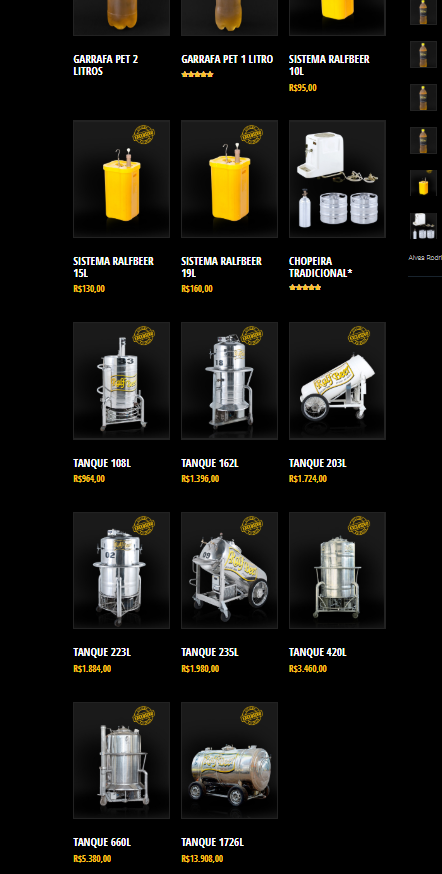 GARRAFA PET 2
LITROS
GARRAFA PET 1 LITRO
SISTEMA RALFBEER
10L
R$95,00
SISTEMA RALFBEER
15L
R$130,00
SISTEMA RALFBEER
19L
R$160,00
CHOPEIRA
TRADICIONAL*
Alves Rodri
TANQUE 108L
R$964,00
TANQUE 162L
R$1.396,00
TANQUE 203L
R$1.724,00
TANQUE 223L
R$1.884,00
TANQUE 235L
R$1.980,00
TANQUE 420L
R$3.460,00
TANQUE 660L
R$5.380,00
TANQUE 1726L
R$13.908,00